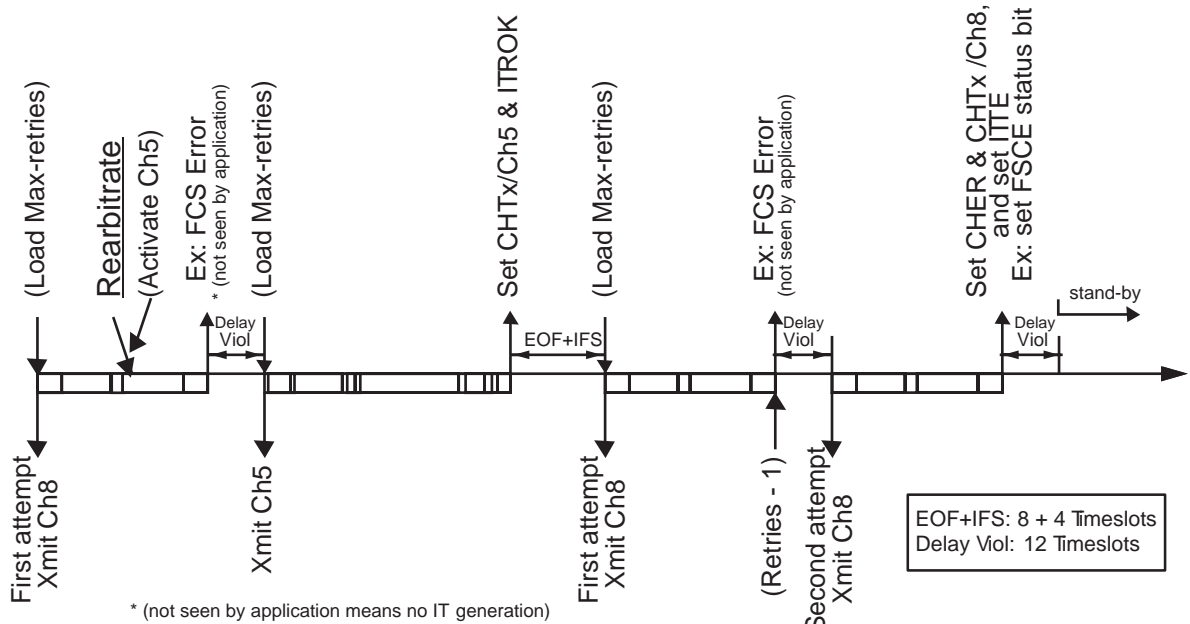 (Load Max-retries)
Rearbitrate
(Activate Ch5)
Ex: FCS Error
* (not seen by application)
Delay
Viol
(Load Max-retries)
Set CHTx/Ch5 & ITROK
EOF+IFS
(Load Max-retries)
Ex: FCS Error
(not seen by application)
Delay
Viol
Set CHER & CHTx /Ch8,
and set ITTE
Ex: set FSCE status bit
Delay
Viol
stand-by
First attempt
Xmit Ch8
Xmit Ch5
First attempt
Xmit Ch8
(Retries - 1)
Second attempt
Xmit Ch8
EOF+IFS: 8 + 4 Timeslots
Delay Viol: 12 Timeslots
* (not seen by application means no IT generation)